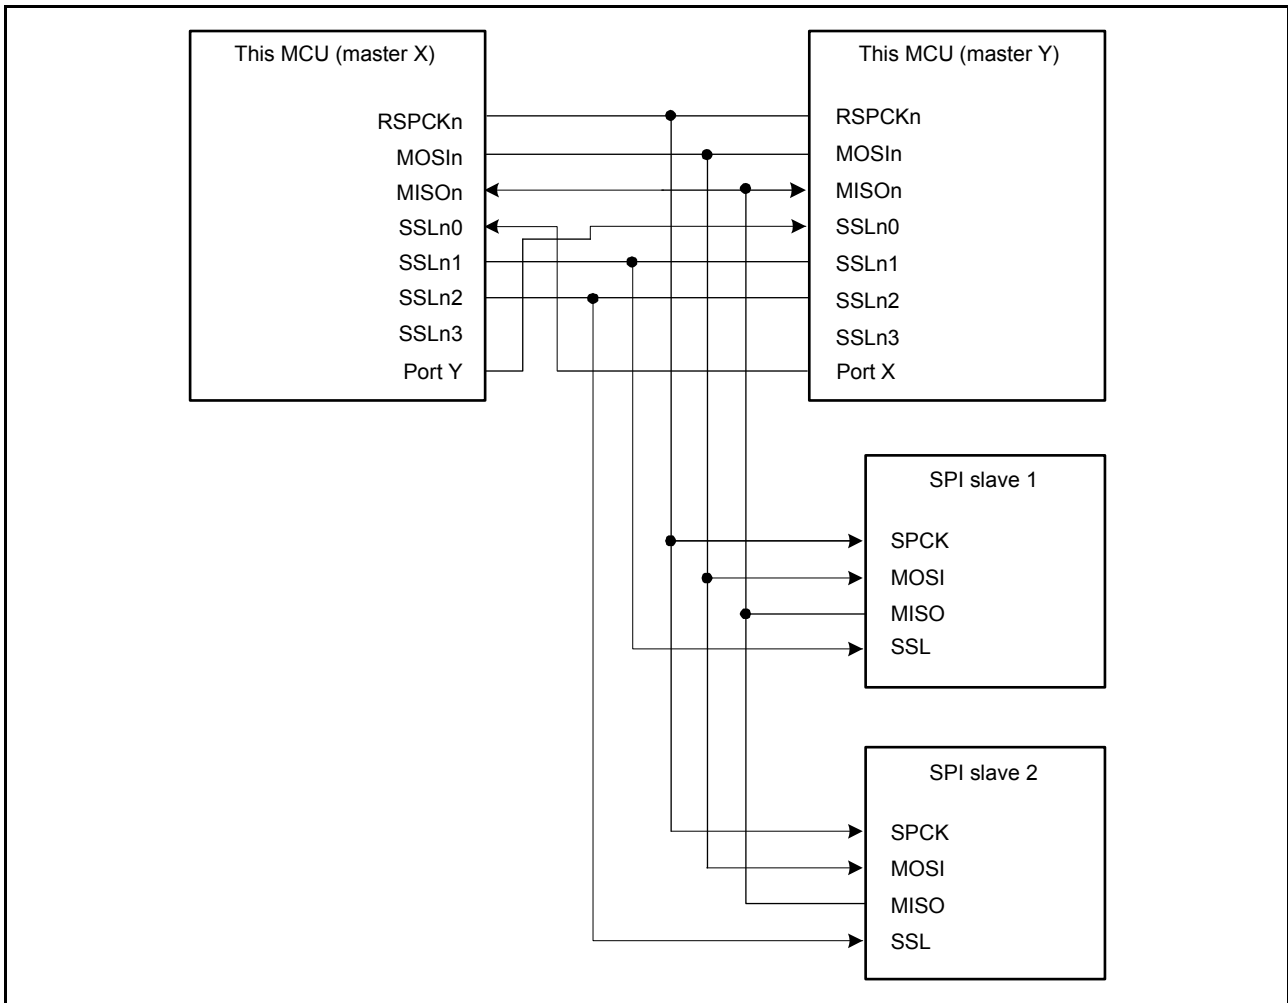 This MCU (master X)
RSPCKn
MOSIn
MISOn
SSLn0
SSLn1
SSLn2
SSLn3
Port Y
This MCU (master Y)
RSPCKn
MOSIn
MISOn
SSLn0
SSLn1
SSLn2
SSLn3
Port X
SPI slave 1
SPCK
MOSI
MISO
SSL
SPI slave 2
SPCK
MOSI
MISO
SSL